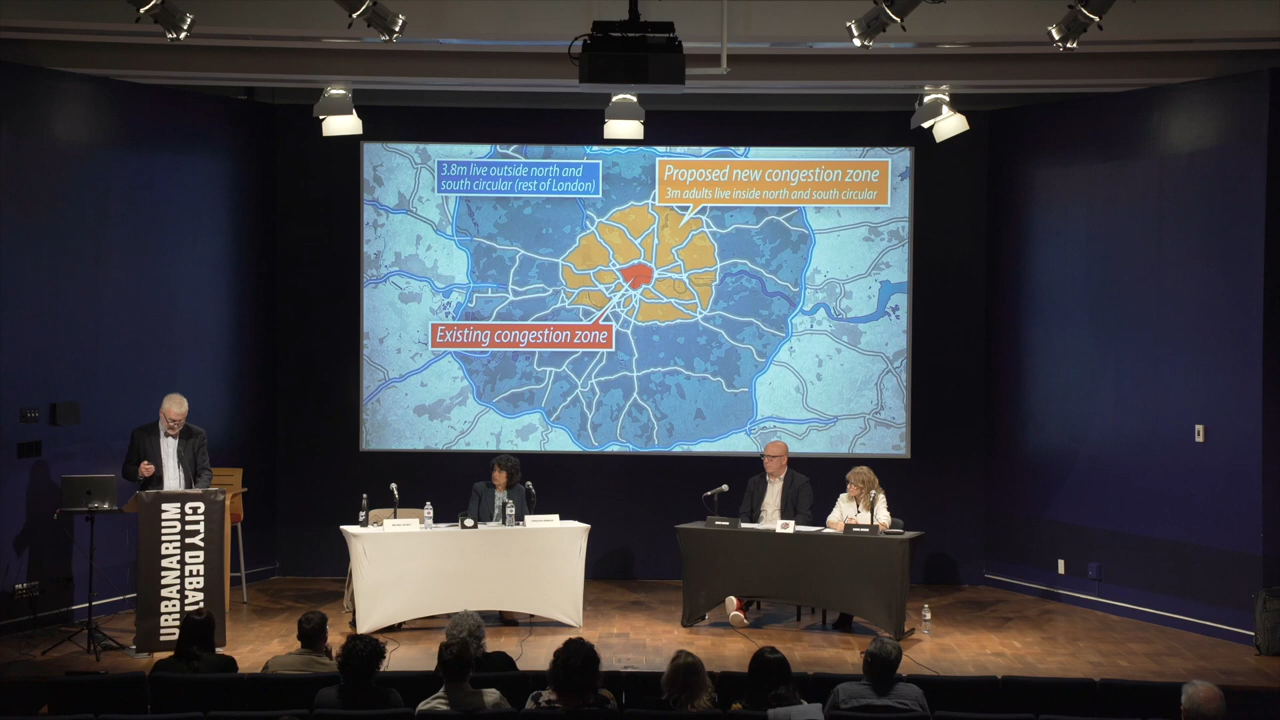 3.8m live outside north and
south circular (rest of London)
Proposed new congestion zone
3m adults live inside north and south circular
Existing congestion zone
URBANARIUM
CITY DEBAT